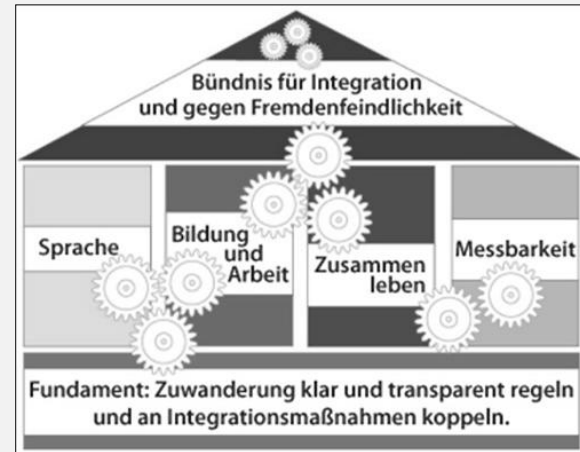 Bündnis für Integration
und gegen Fremdenfeindlichkeit
Sprache
Bildung
und
Arbeit
Zusammen
leben
Messbarkeit
Fundament: Zuwanderung klar und transparent regeln
und an Integrationsmaßnahmen koppeln.